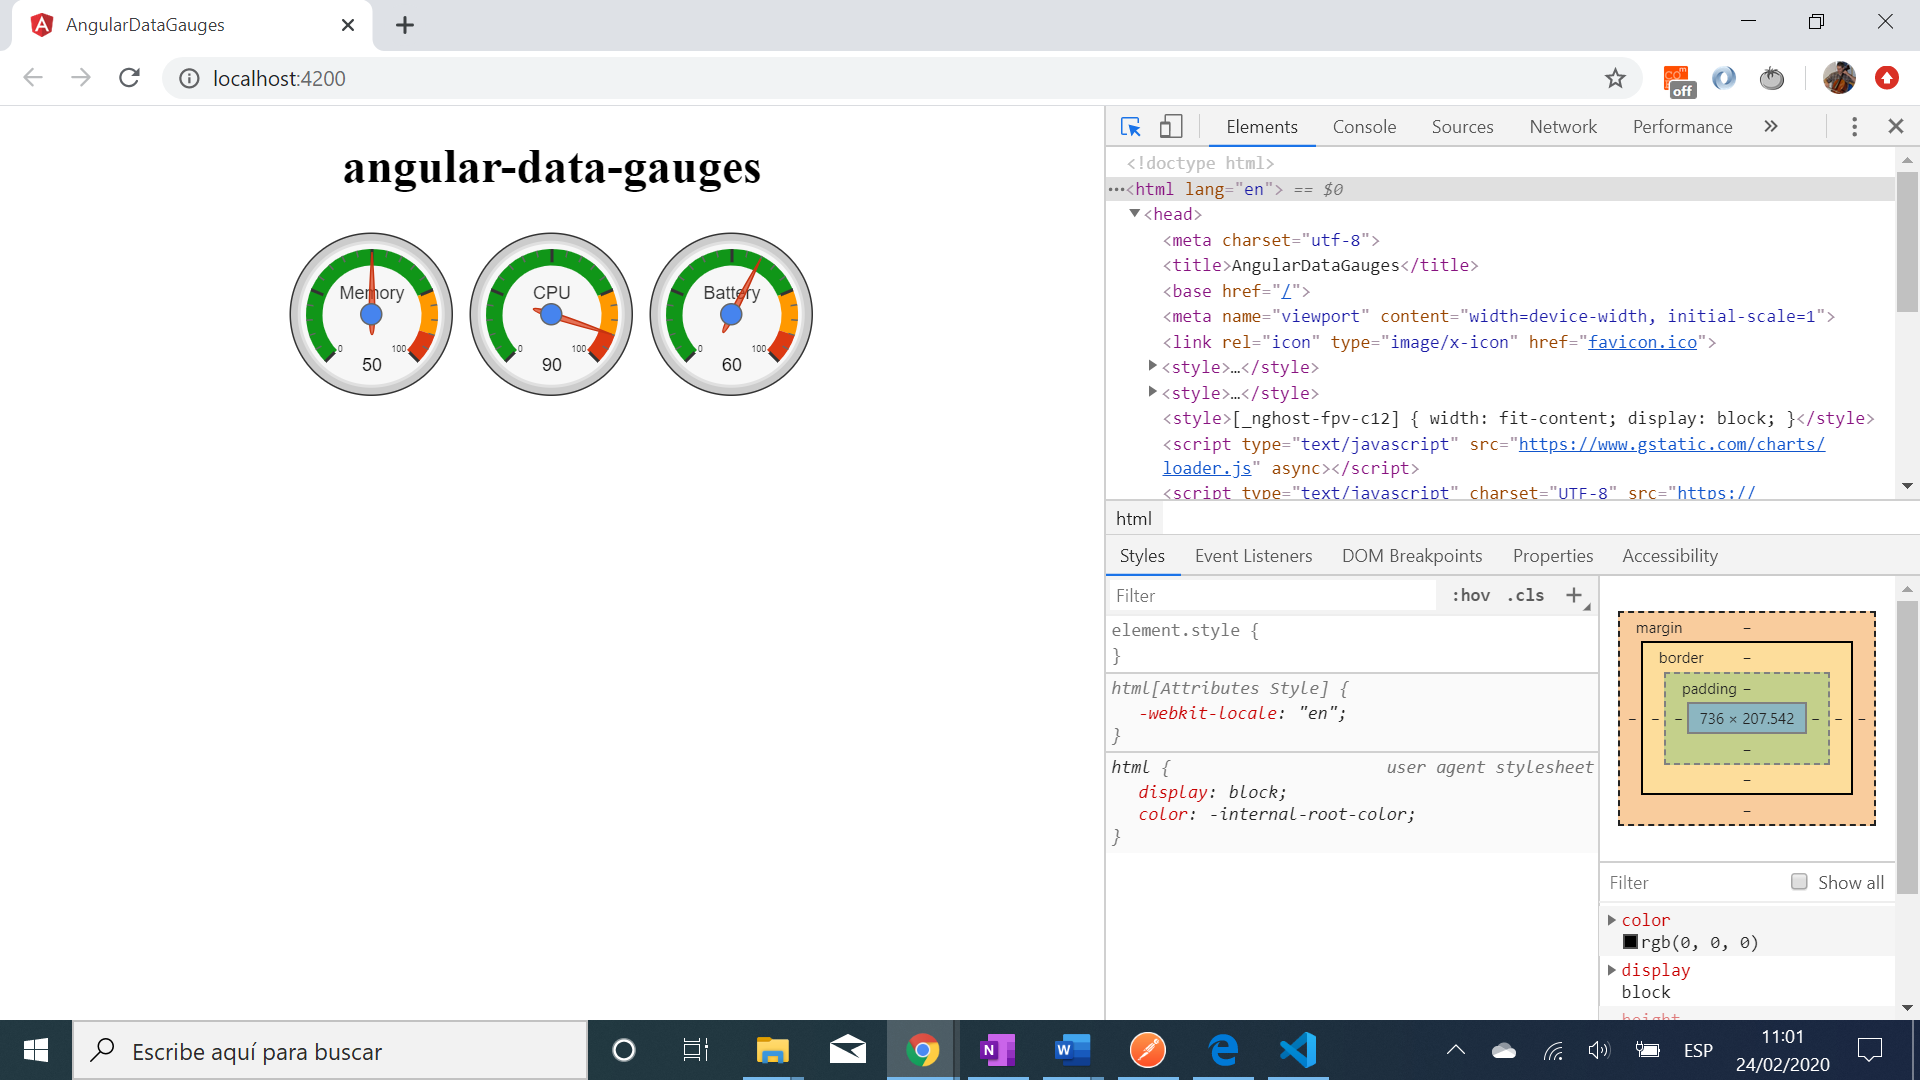 AngularDataGauges
localhost:4200
off
angular-data-gauges
Memory
0
100
50
CPU
0
100
90
Battery
0
100
60
Elements Console Sources Network Performance
<!doctype html>
…<html lang="en"> == $0
<head>
<meta charset="utf-8">
<title>AngularDataGauges</title>
<base href="/">
<meta name="viewport" content="width=device-width, initial-scale=1">
<link rel="icon" type="image/x-icon" href="favicon.ico">
<style>…</style>
<style>…</style>
<style>[_nghost-fpv-c12] { width: fit-content; display: block; }</style>
<script type="text/javascript" src="https://www.gstatic.com/charts/
loader.js" async></script>
<script type="text/javascript" charset="UTF-8" src="https://
html
Styles Event Listeners DOM Breakpoints Properties Accessibility
Filter :hov .cls +
element.style {
}
html[Attributes Style] {
-webkit-locale: "en";
}
html { user agent stylesheet
display: block;
color: -internal-root-color;
}
margin –
border –
padding –
– – – 736 × 207.542 – – –
–
–
–
Filter Show all
color
rgb(0, 0, 0)
display
block
height
Escribe aquí para buscar
N
W
ESP
11:01
24/02/2020